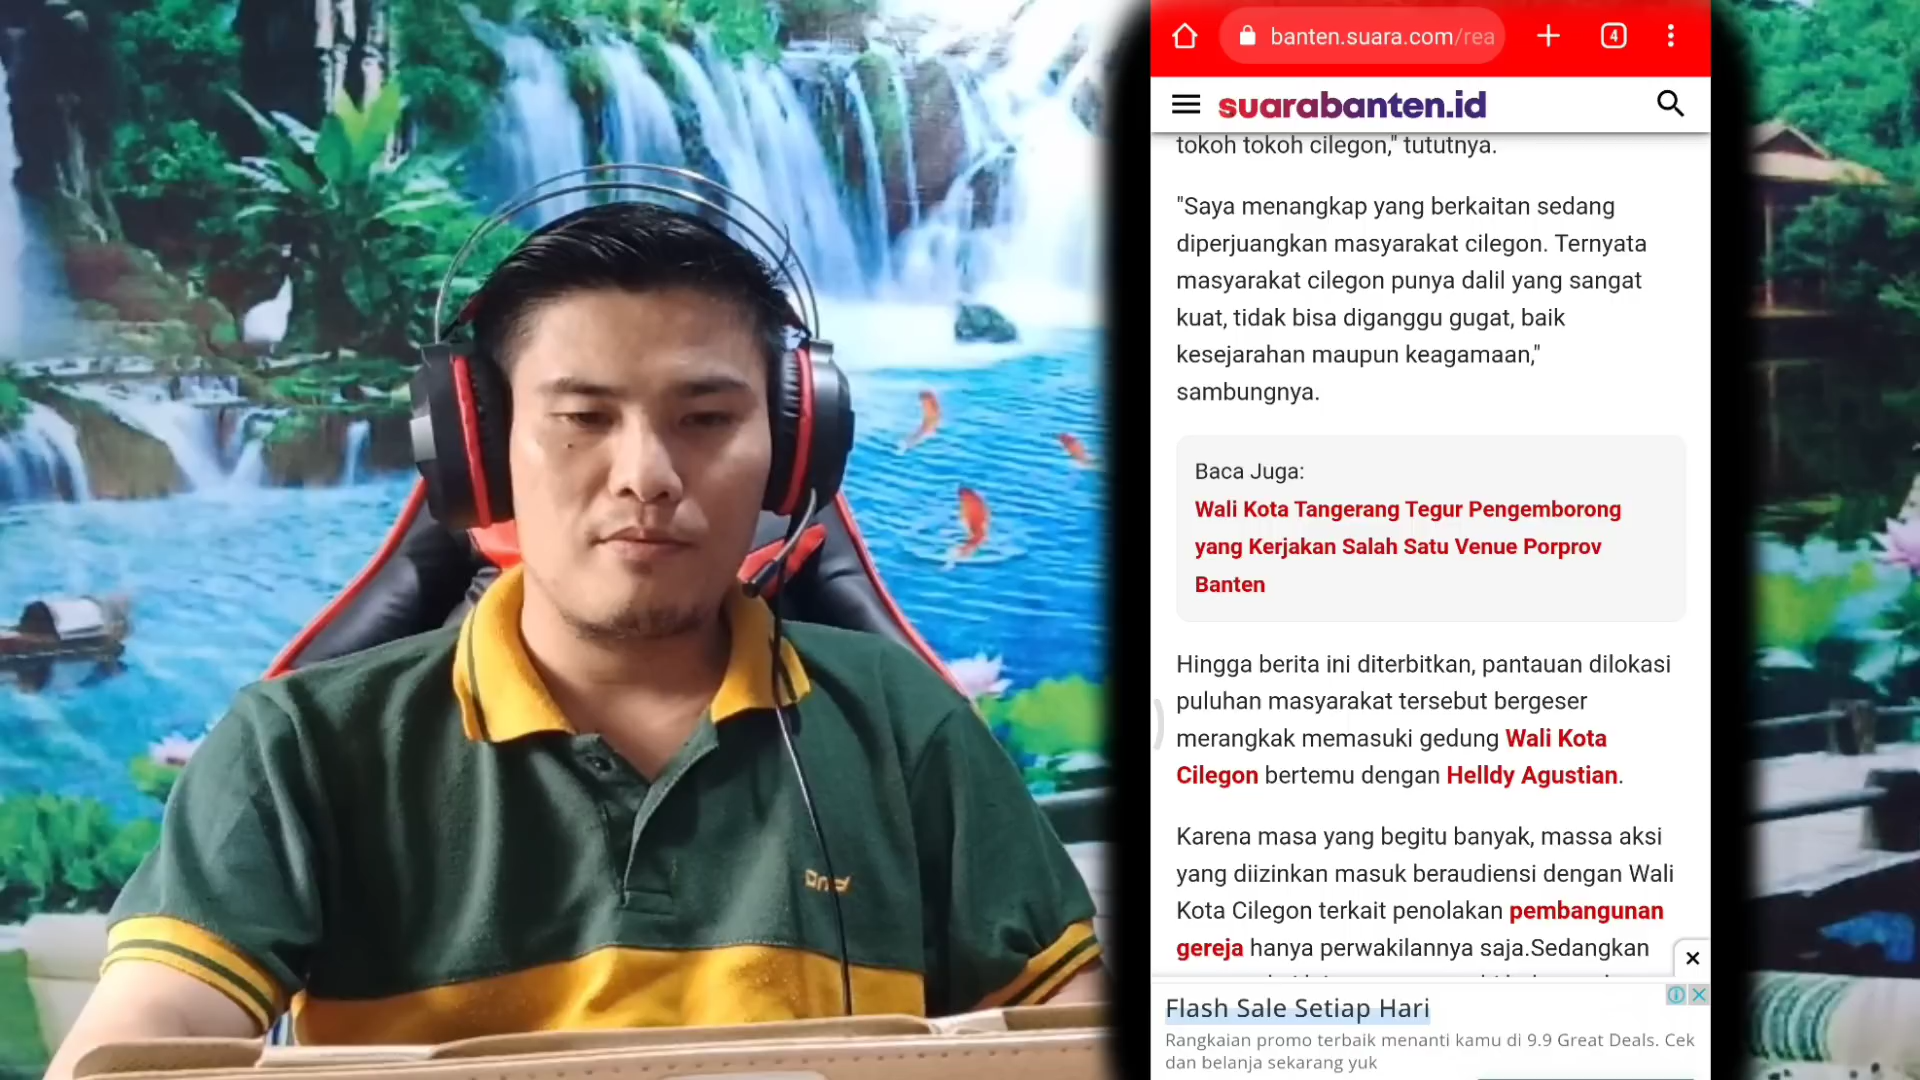 banten.suara.com/rea
4
suarabanten.id
tokoh tokoh cilegon," tututnya.
"Saya menangkap yang berkaitan sedang
diperjuangkan masyarakat cilegon. Ternyata
masyarakat cilegon punya dalil yang sangat
kuat, tidak bisa diganggu gugat, baik
kesejarahan maupun keagamaan,"
sambungnya.
Baca Juga:
Wali Kota Tangerang Tegur Pengemborong
yang Kerjakan Salah Satu Venue Porprov
Banten
Hingga berita ini diterbitkan, pantauan dilokasi
puluhan masyarakat tersebut bergeser
merangkak memasuki gedung Wali Kota
Cilegon bertemu dengan Helldy Agustian.
Karena masa yang begitu banyak, massa aksi
yang diizinkan masuk beraudiensi dengan Wali
Kota Cilegon terkait penolakan pembangunan
gereja hanya perwakilannya saja.Sedangkan
Flash Sale Setiap Hari
Rangkaian promo terbaik menanti kamu di 9.9 Great Deals. Cek
dan belanja sekarang yuk